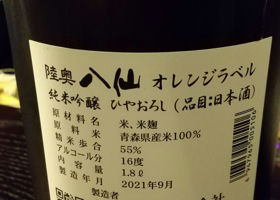 陸奥 八仙 オレンジラベル
純米吟醸 ひやおろし (品目:日本酒)
原材料名 米、米麹
原料米 青森県産米100%
精米歩合 55%
アルコール分 16度
内容量 1.8ℓ
製造年月 2021年9月
製造者